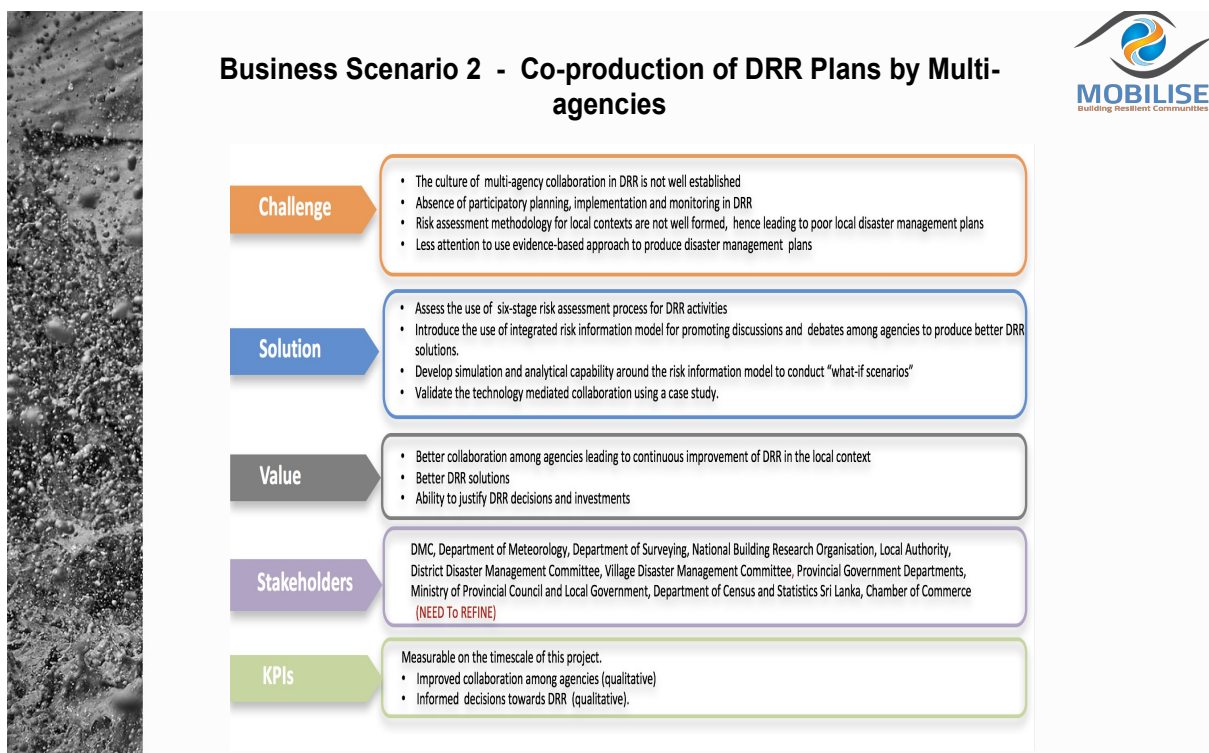 Business Scenario 2 - Co-production of DRR Plans by Multi-
agencies
MOBILISE
Building Resilient Communities
Challenge
• The culture of multi-agency collaboration in DRR is not well established
• Absence of participatory planning, implementation and monitoring in DRR
• Risk assessment methodology for local contexts are not well formed, hence leading to poor local disaster management plans
• Less attention to use evidence-based approach to produce disaster management plans
Solution
• Assess the use of six-stage risk assessment process for DRR activities
• Introduce the use of integrated risk information model for promoting discussions and debates among agencies to produce better DRR
solutions.
• Develop simulation and analytical capability around the risk information model to conduct “what-if scenarios”
• Validate the technology mediated collaboration using a case study.
Value
• Better collaboration among agencies leading to continuous improvement of DRR in the local context
• Better DRR solutions
• Ability to justify DRR decisions and investments
Stakeholders
DMC, Department of Meteorology, Department of Surveying, National Building Research Organisation, Local Authority,
District Disaster Management Committee, Village Disaster Management Committee, Provincial Government Departments,
Ministry of Provincial Council and Local Government, Department of Census and Statistics Sri Lanka, Chamber of Commerce
(NEED To REFINE)
KPIs
Measurable on the timescale of this project.
• Improved collaboration among agencies (qualitative)
• Informed decisions towards DRR (qualitative).